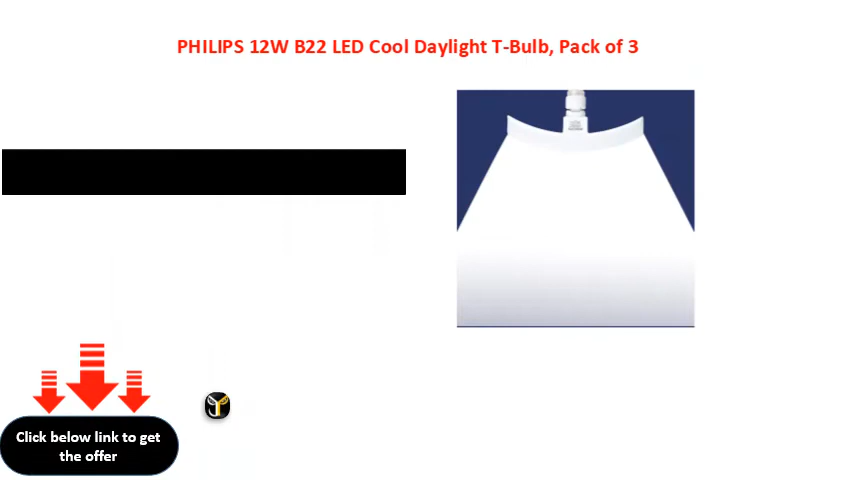 PHILIPS 12W B22 LED Cool Daylight T-Bulb, Pack of 3
Click below link to get
the offer